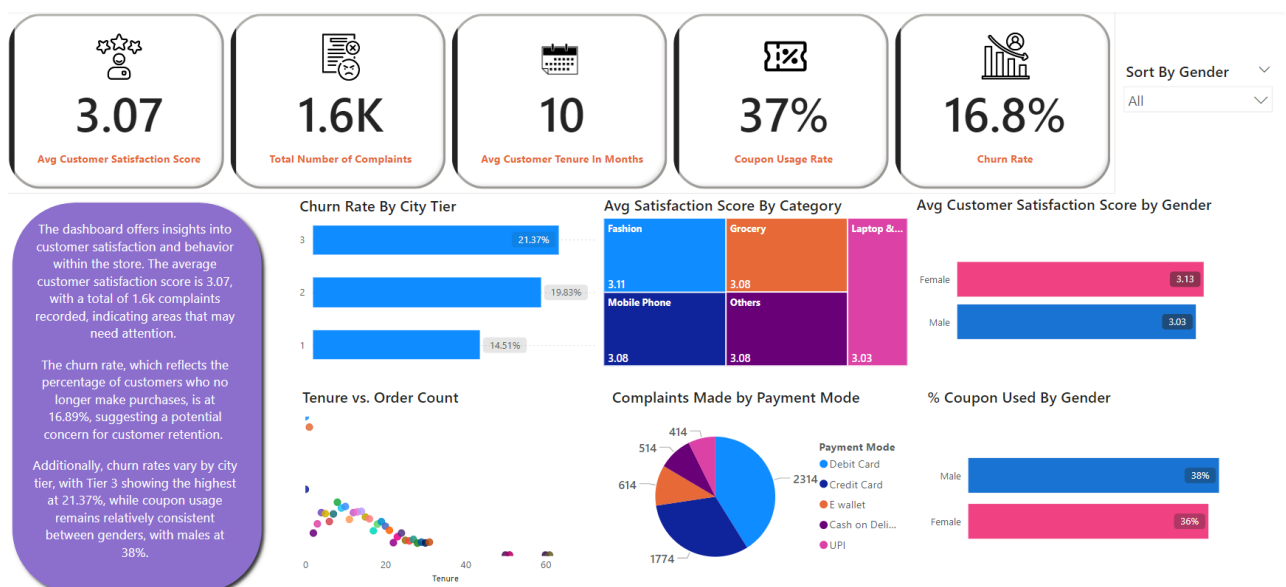 3.07
Avg Customer Satisfaction Score
1.6K
Total Number of Complaints
10
Avg Customer Tenure In Months
37%
Coupon Usage Rate
16.8%
Churn Rate
Sort By Gender
All
The dashboard offers insights into
customer satisfaction and behavior
within the store. The average
customer satisfaction score is 3.07,
with a total of 1.6k complaints
recorded, indicating areas that may
need attention.
The churn rate, which reflects the
percentage of customers who no
longer make purchases, is at
16.89%, suggesting a potential
concern for customer retention.
Additionally, churn rates vary by city
tier, with Tier 3 showing the highest
at 21.37%, while coupon usage
remains relatively consistent
between genders, with males at
38%.
Churn Rate By City Tier
3
21.37%
2
19.83%
1
14.51%
Avg Satisfaction Score By Category
Fashion
3.11
Grocery
3.08
Laptop &...
3.03
Mobile Phone
3.08
Others
3.08
Avg Customer Satisfaction Score by Gender
Female
3.13
Male
3.03
Tenure vs. Order Count
0
20
40
60
Tenure
Complaints Made by Payment Mode
414
514
614
1774
2314
Payment Mode
Debit Card
Credit Card
E wallet
Cash on Deli...
UPI
% Coupon Used By Gender
Male
38%
Female
36%